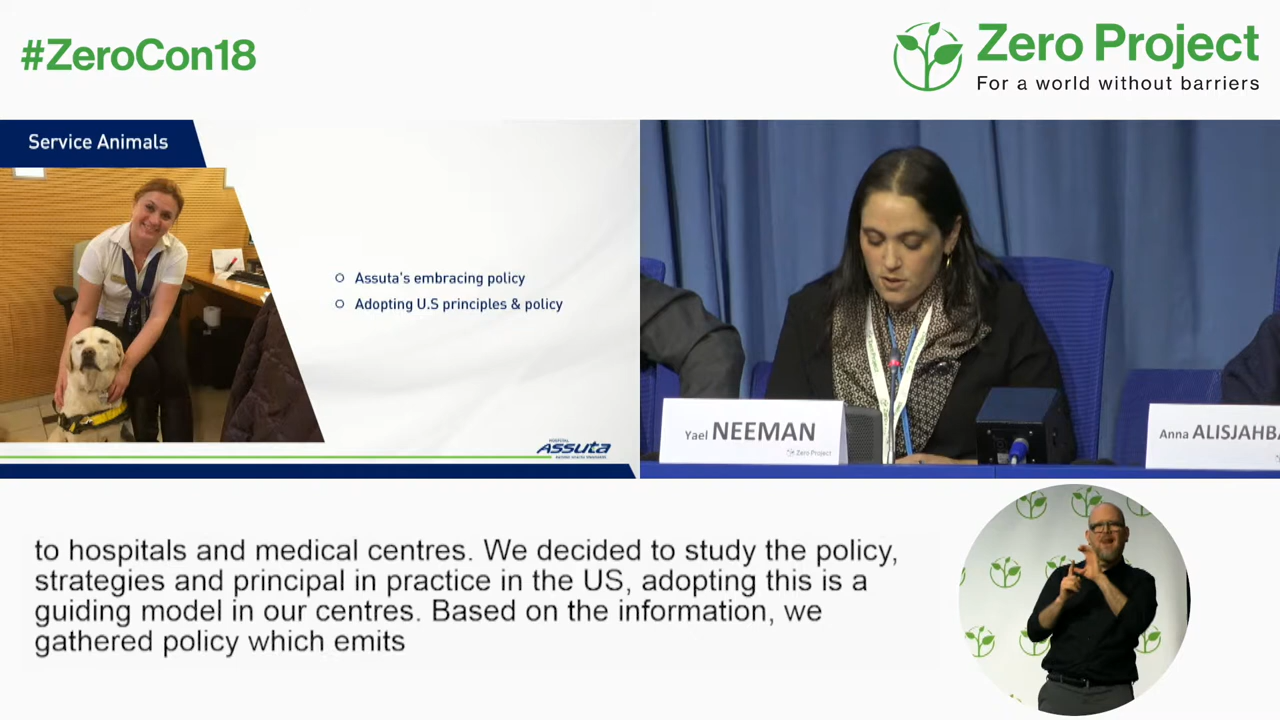 #ZeroCon18
Zero Project
For a world without barriers
Service Animals
Assuta's embracing policy
Adopting U.S principles & policy
HOSPITAL
ASSUTA
Yael NEEMAN
Zero Project
Anna ALISJAHBA
to hospitals and medical centres. We decided to study the policy,
strategies and principal in practice in the US, adopting this is a
guiding model in our centres. Based on the information, we
gathered policy which emits